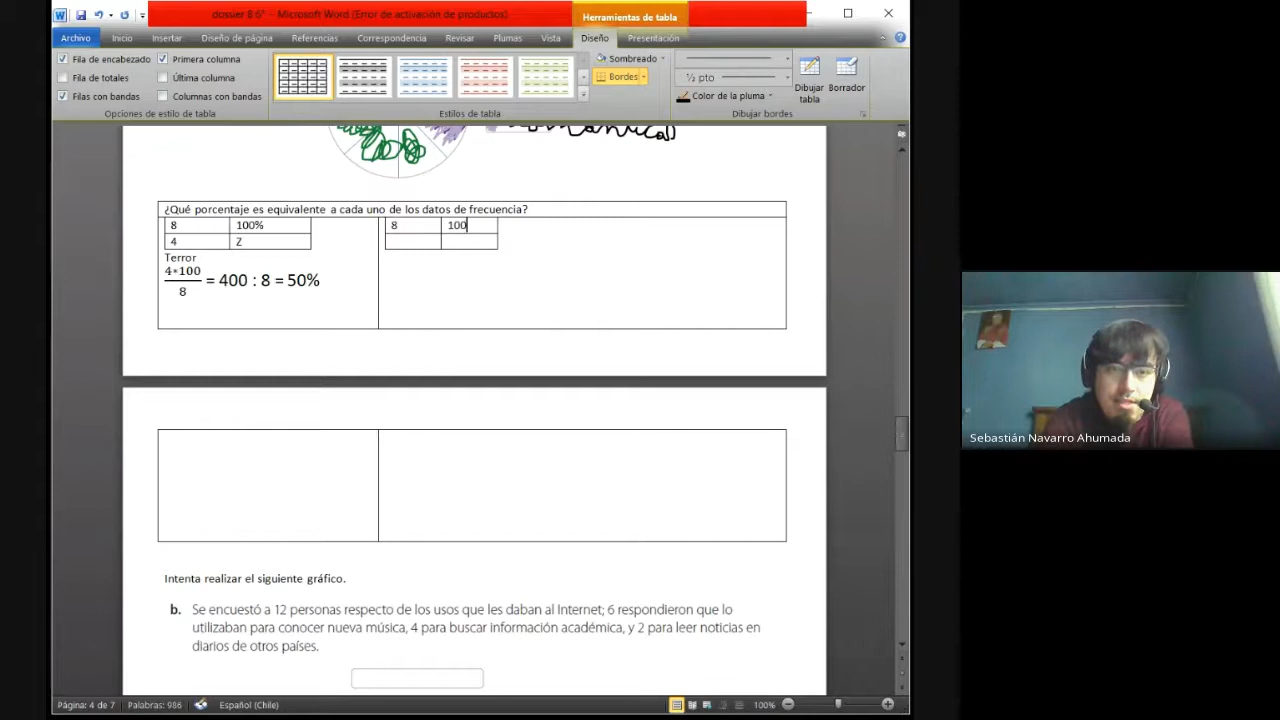 dossier 8 6° - Microsoft Word (Error de activación de productos)
Herramientas de tabla
Archivo
Inicio
Insertar
Diseño de página
Referencias
Correspondencia
Revisar
Plumas
Vista
Diseño
Presentación
Fila de encabezado
Primera columna
Fila de totales
Última columna
Filas con bandas
Columnas con bandas
Opciones de estilo de tabla
Estilos de tabla
Sombreado
Bordes
½ pto
Color de la pluma
Dibujar tabla
Borrador
Dibujar bordes
¿Qué porcentaje es equivalente a cada uno de los datos de frecuencia?
8 100%
4 Z
8 100
Terror
4*100
8
= 400 : 8 = 50%
Intenta realizar el siguiente gráfico.
b. Se encuestó a 12 personas respecto de los usos que les daban al Internet; 6 respondieron que lo
utilizaban para conocer nueva música, 4 para buscar información académica, y 2 para leer noticias en
diarios de otros países.
Página: 4 de 7
Palabras: 986
Español (Chile)
100%
Sebastián Navarro Ahumada